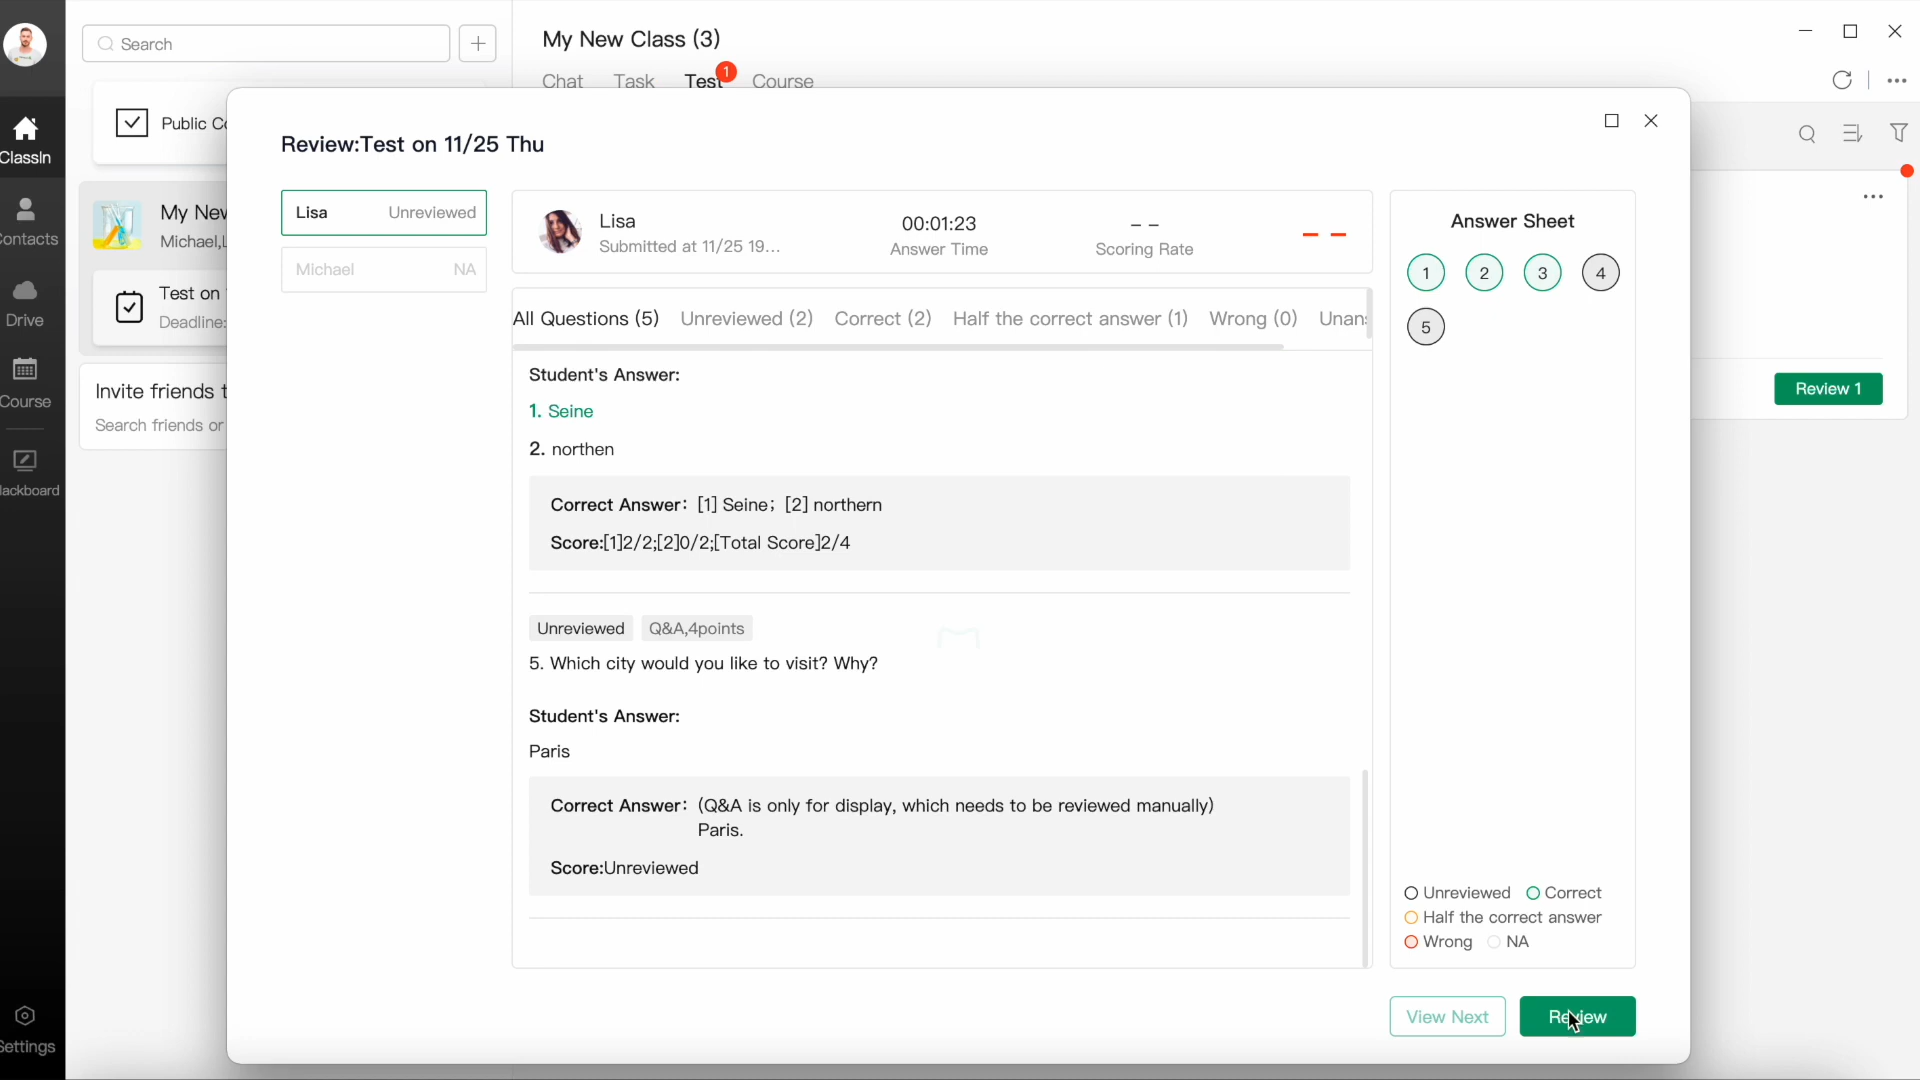 Search
My New Class (3)
Chat Task Test 1 Course
ClassIn
Contacts
Drive
Course
lackboard
Settings
Public Co
My New
Michael,L
Test on
Deadline:
Invite friends t
Search friends or
Review:Test on 11/25 Thu
Lisa Unreviewed
Michael NA
Lisa
Submitted at 11/25 19...
00:01:23
Answer Time
– –
Scoring Rate
– –
All Questions (5) Unreviewed (2) Correct (2) Half the correct answer (1) Wrong (0) Unans
Student's Answer:
1. Seine
2. northen
Correct Answer: [1] Seine; [2] northern
Score:[1]2/2;[2]0/2;[Total Score]2/4
Unreviewed Q&A,4points
5. Which city would you like to visit? Why?
Student's Answer:
Paris
Correct Answer: (Q&A is only for display, which needs to be reviewed manually)
Paris.
Score:Unreviewed
Answer Sheet
1 2 3 4
5
Unreviewed Correct
Half the correct answer
Wrong NA
View Next Review
Review 1